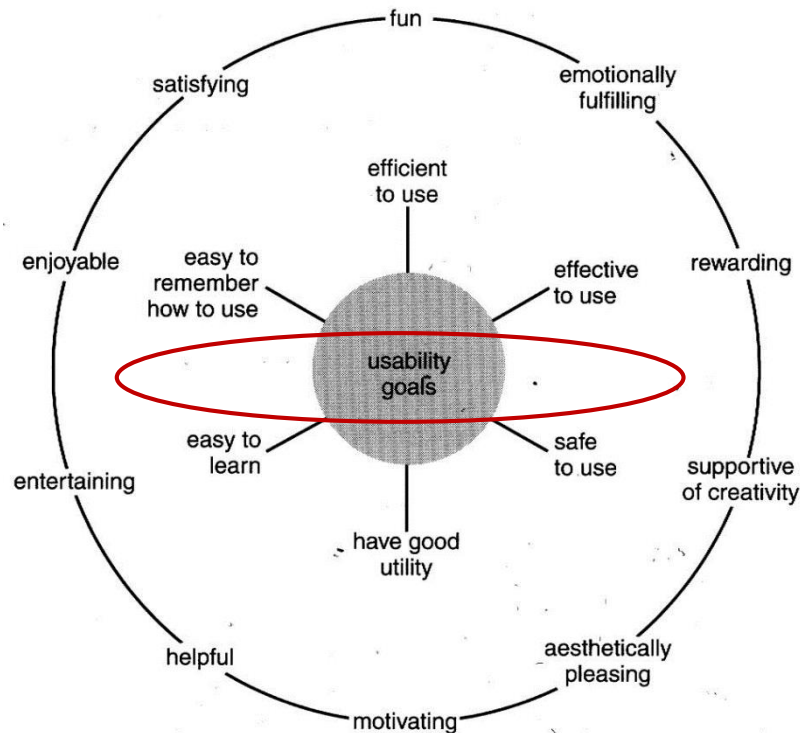 fun
emotionally
fulfilling
satisfying
efficient
to use
enjoyable
easy to
remember
how to use
effective
to use
rewarding
usability
goals
easy to
learn
safe
to use
entertaining
supportive
of creativity
have good
utility
helpful
aesthetically
pleasing
motivating